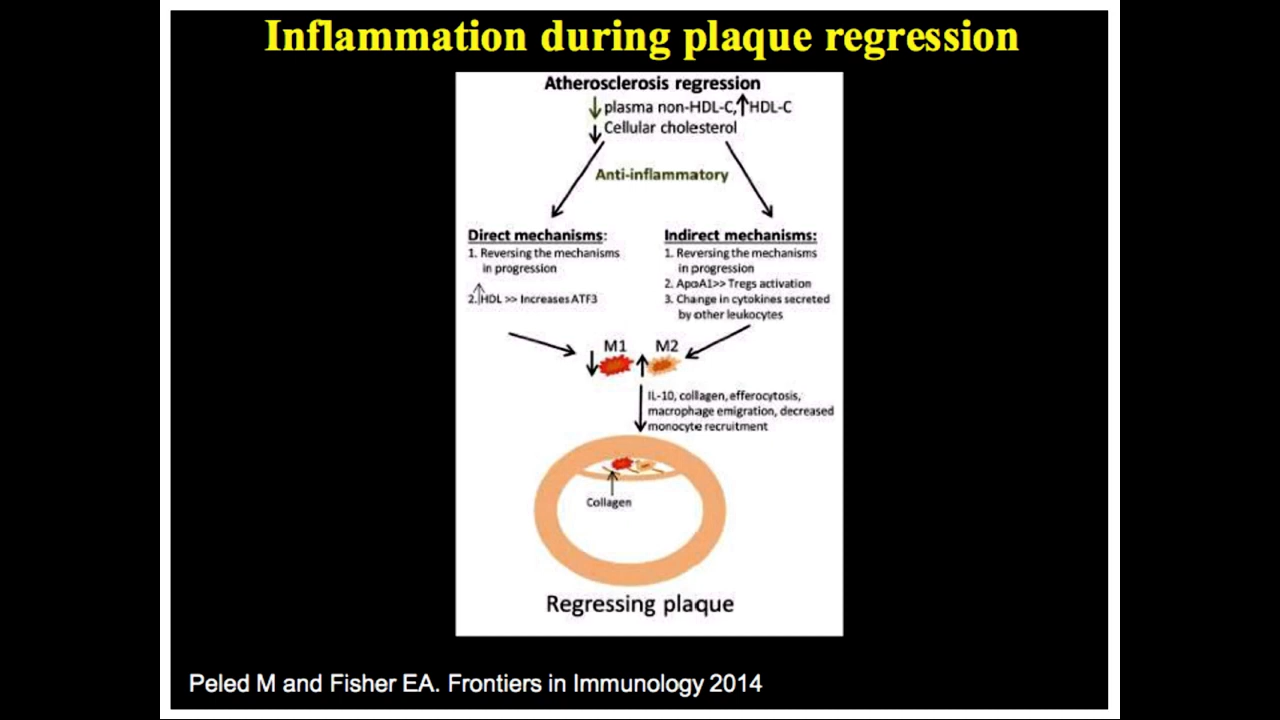 Inflammation during plaque regression
Atherosclerosis regression
↓ plasma non-HDL-C, ↑ HDL-C
↓ Cellular cholesterol
Anti-inflammatory
Direct mechanisms:
1. Reversing the mechanisms
in progression
2. ↑ HDL >> Increases ATF3
Indirect mechanisms:
1. Reversing the mechanisms
in progression
2. ApoA1>> Tregs activation
3. Change in cytokines secreted
by other leukocytes
M1
M2
IL-10, collagen, efferocytosis,
macrophage emigration, decreased
monocyte recruitment
Collagen
Regressing plaque
Peled M and Fisher EA. Frontiers in Immunology 2014